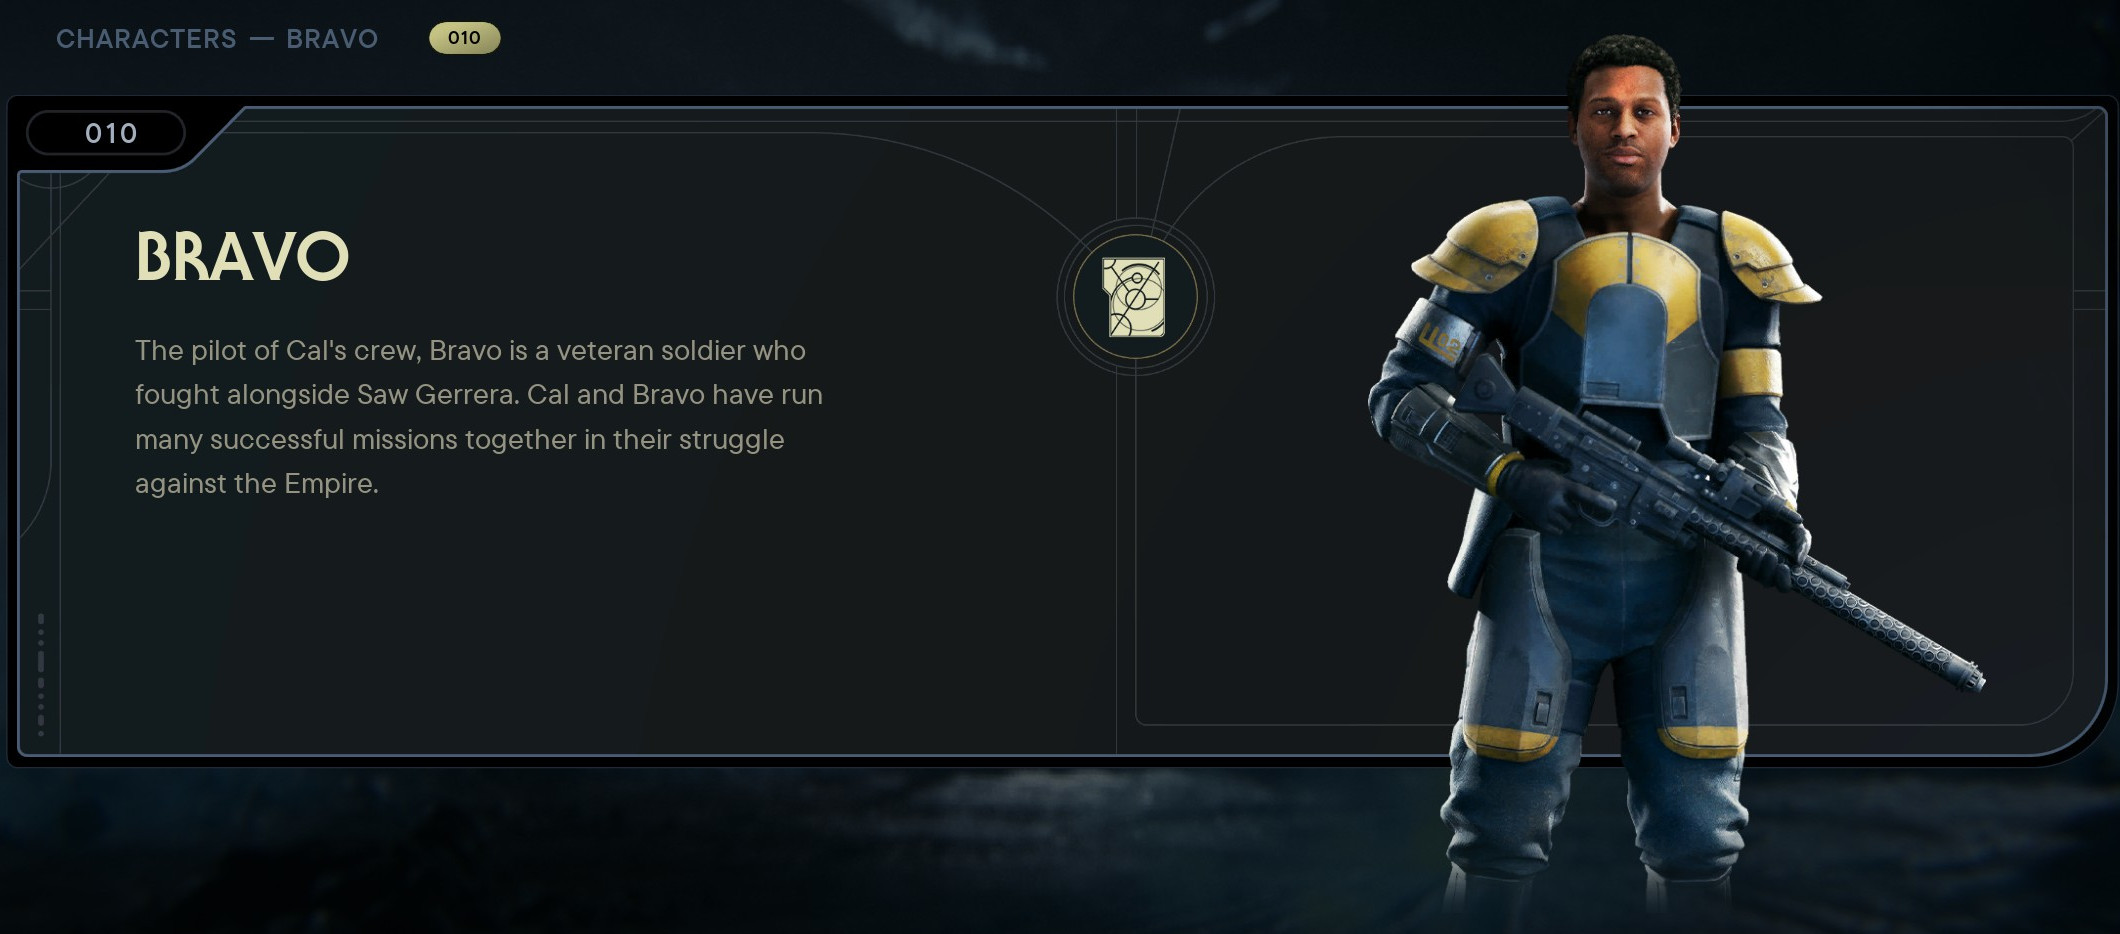 CHARACTERS — BRAVO 010
010
BRAVO
The pilot of Cal's crew, Bravo is a veteran soldier who
fought alongside Saw Gerrera. Cal and Bravo have run
many successful missions together in their struggle
against the Empire.